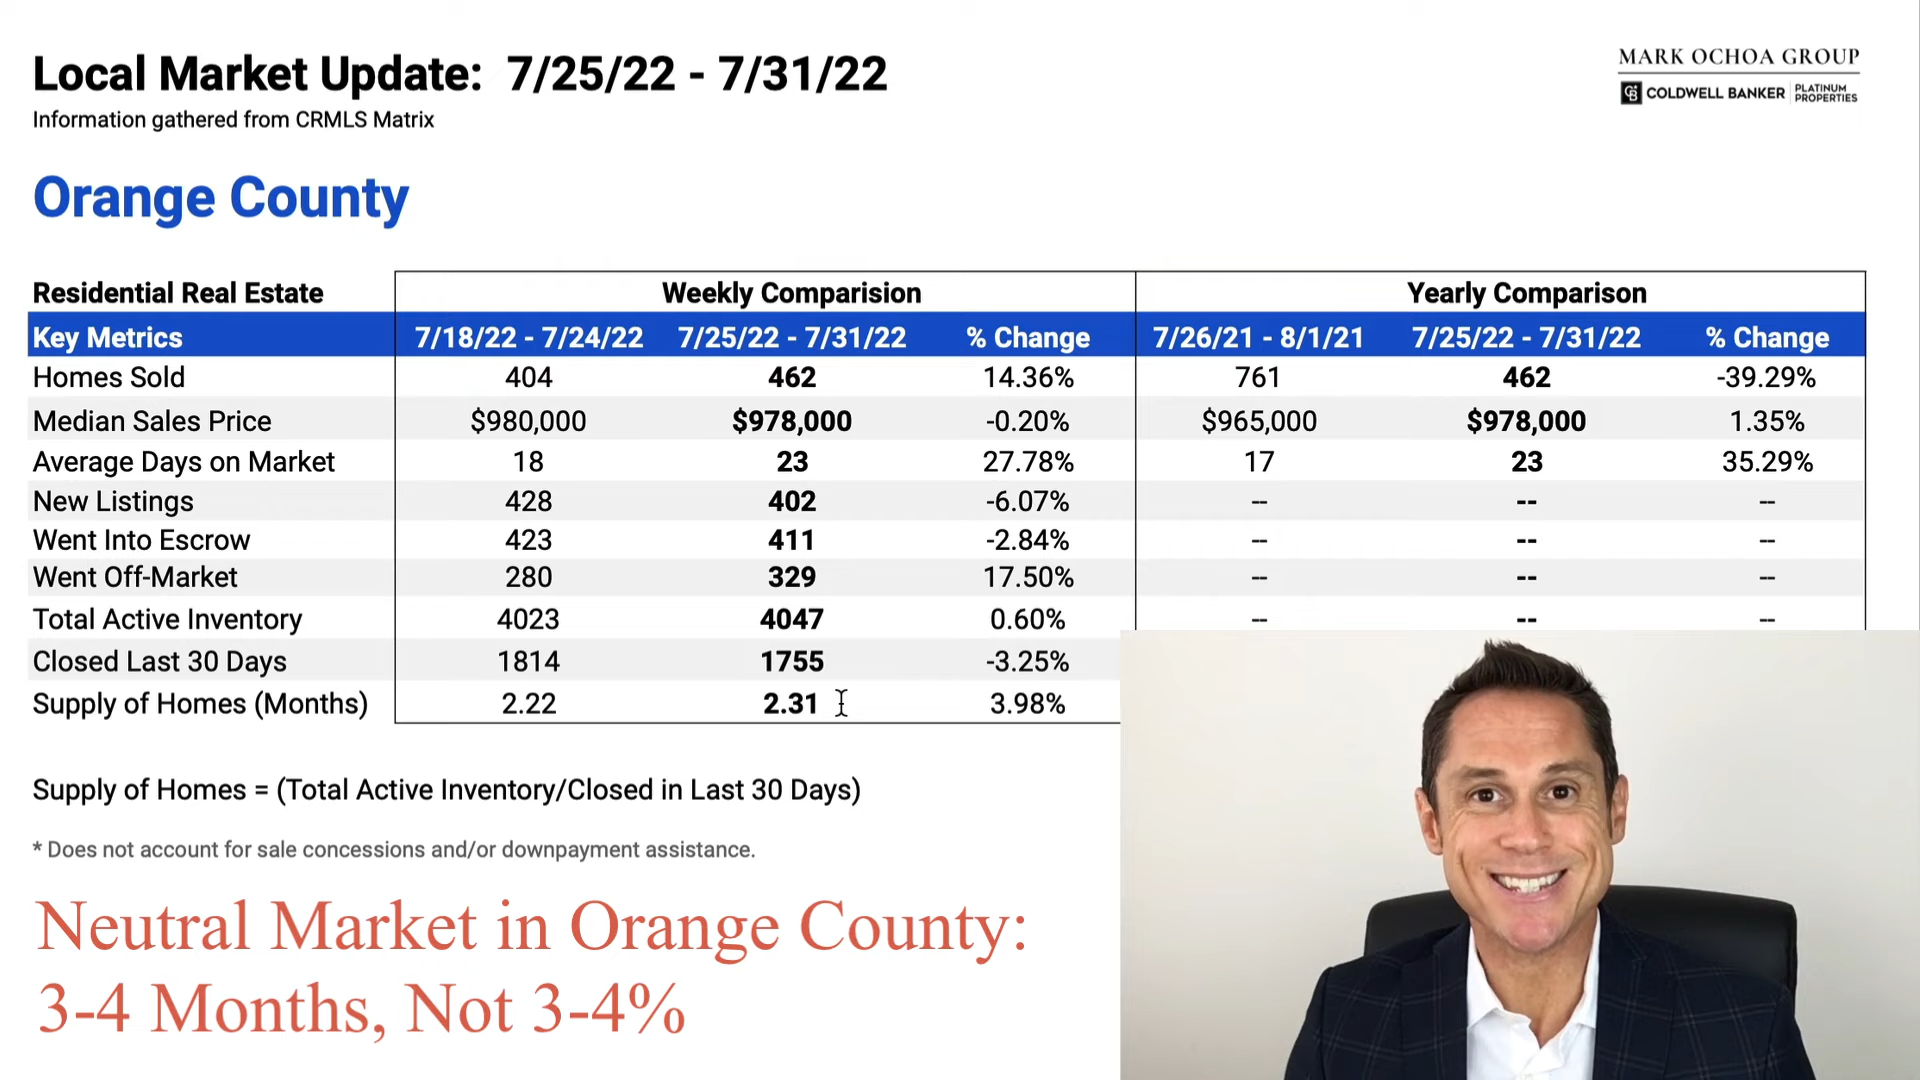 Local Market Update: 7/25/22 - 7/31/22
Information gathered from CRMLS Matrix
MARK OCHOA GROUP
CB COLDWELL BANKER PLATINUM PROPERTIES
Orange County
Residential Real Estate Weekly Comparision Yearly Comparison
Key Metrics 7/18/22 - 7/24/22 7/25/22 - 7/31/22 % Change 7/26/21 - 8/1/21 7/25/22 - 7/31/22 % Change
Homes Sold 404 462 14.36% 761 462 -39.29%
Median Sales Price $980,000 $978,000 -0.20% $965,000 $978,000 1.35%
Average Days on Market 18 23 27.78% 17 23 35.29%
New Listings 428 402 -6.07% -- -- --
Went Into Escrow 423 411 -2.84% -- -- --
Went Off-Market 280 329 17.50% -- -- --
Total Active Inventory 4023 4047 0.60% -- -- --
Closed Last 30 Days 1814 1755 -3.25%
Supply of Homes (Months) 2.22 2.31 3.98%
Supply of Homes = (Total Active Inventory/Closed in Last 30 Days)
* Does not account for sale concessions and/or downpayment assistance.
Neutral Market in Orange County:
3-4 Months, Not 3-4%